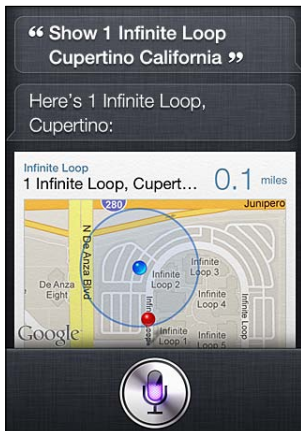 “ Show 1 Infinite Loop
Cupertino California ”
Here's 1 Infinite Loop,
Cupertino:
Infinite Loop
1 Infinite Loop, Cupert... 0.1 miles
280
Junipero
N De Anza Blvd
De Anza
Eight
Infinite
Loop 2
Infinite
Loop 3
Infinite
Loop 4
Infinite Loop
Infinite
Loop 1
Infinite
Loop 5
Google